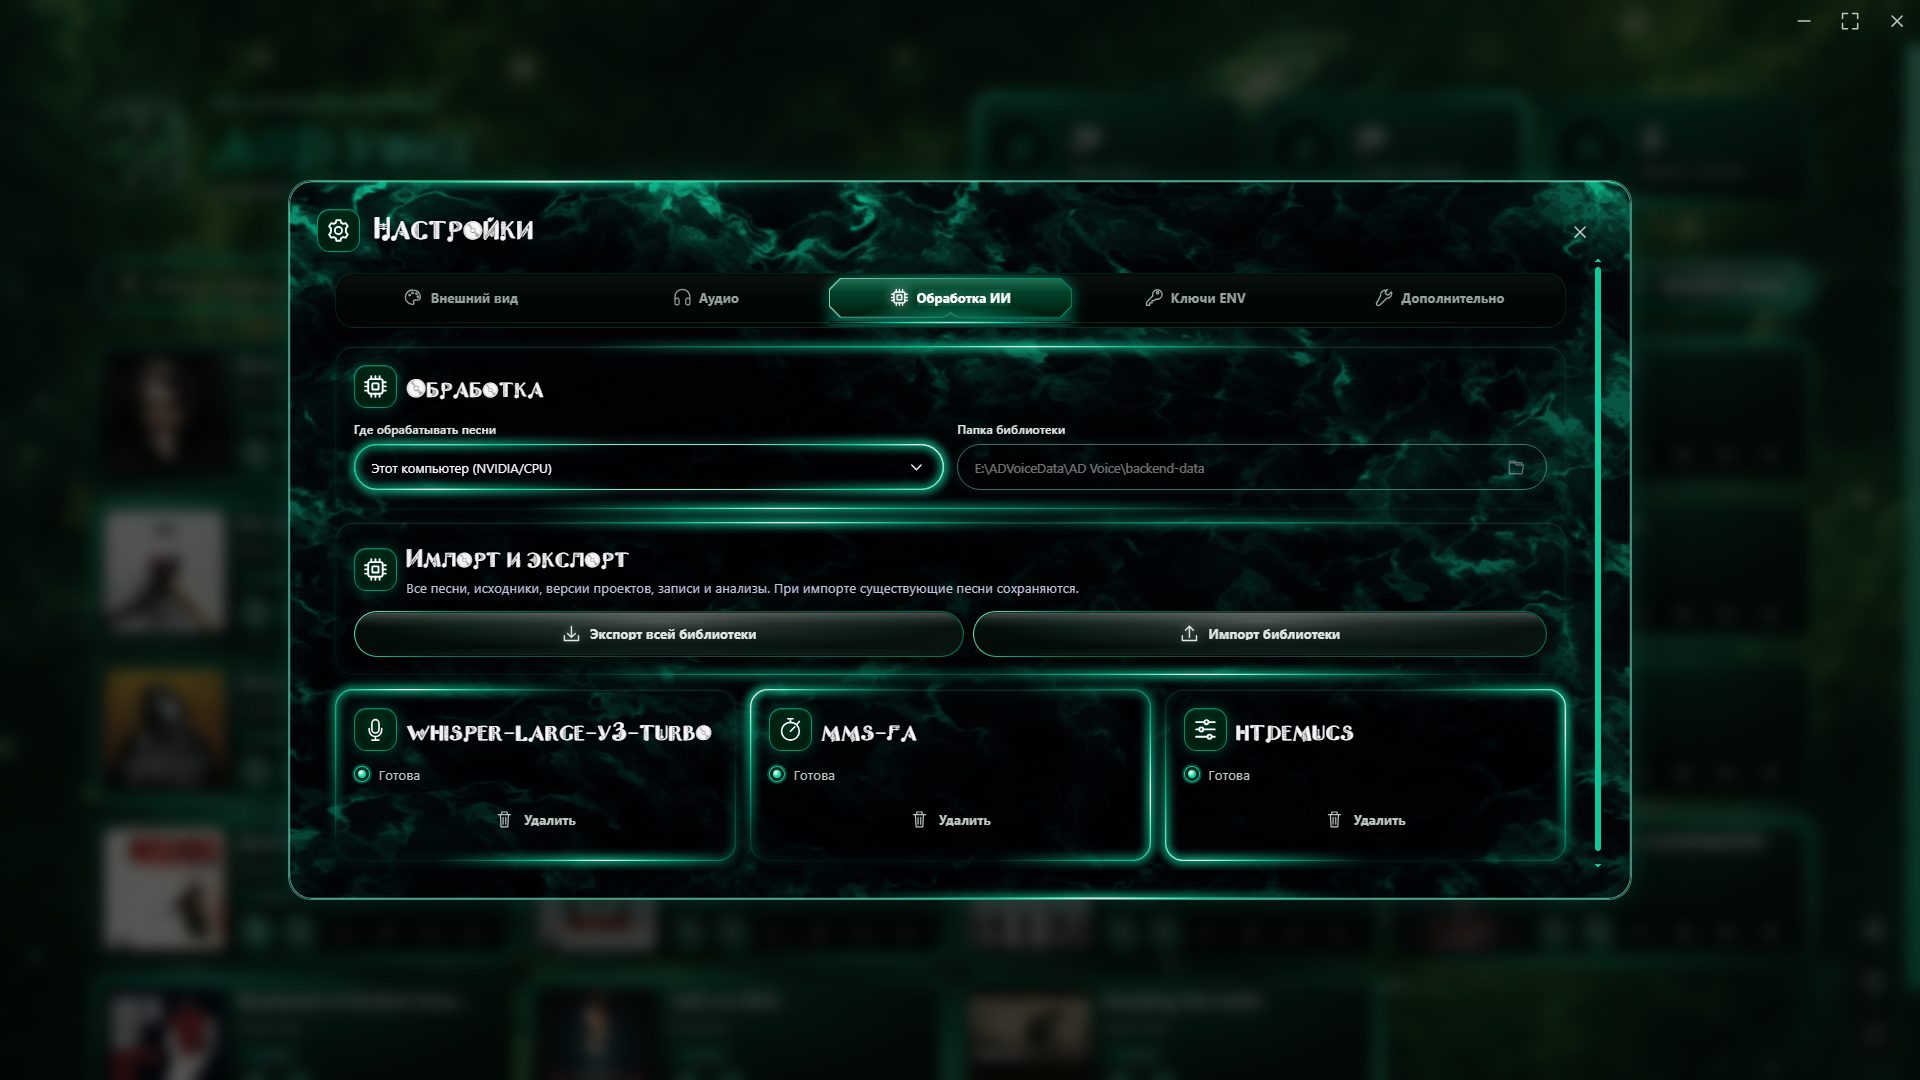 Настройки
Внешний вид
Аудио
Обработка ИИ
Ключи ENV
Дополнительно
Обработка
Где обрабатывать песни
Папка библиотеки
Этот компьютер (NVIDIA/CPU)
E:\ADVoiceData\AD Voice\backend-data
Импорт и экспорт
Все песни, исходники, версии проектов, записи и анализы. При импорте существующие песни сохраняются.
Экспорт всей библиотеки
Импорт библиотеки
whisper-large-v3-turbo
mms-fa
htdemucs
Готова
Готова
Готова
Удалить
Удалить
Удалить